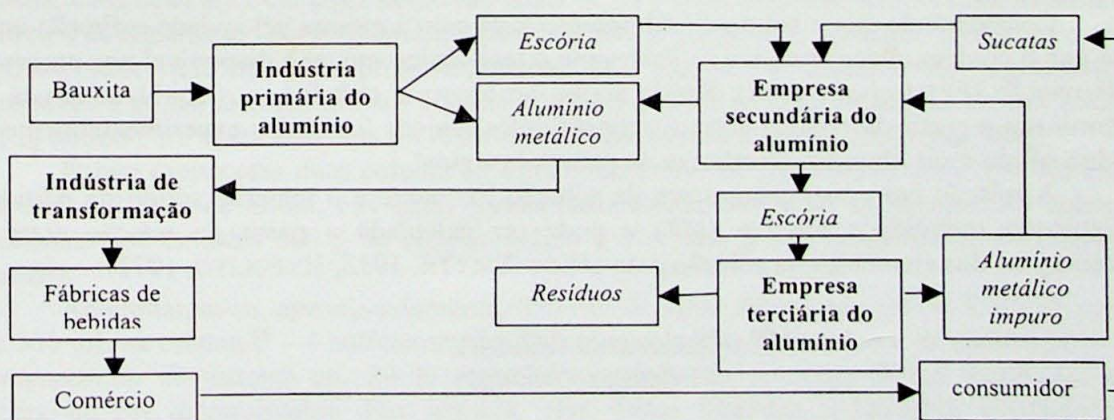 Bauxita
Indústria
primária do
alumínio
Escória
Alumínio
metálico
Empresa
secundária do
alumínio
Sucatas
Indústria de
transformação
Escória
Fábricas de
bebidas
Resíduos
Empresa
terciária do
alumínio
Alumínio
metálico
impuro
Comércio
consumidor